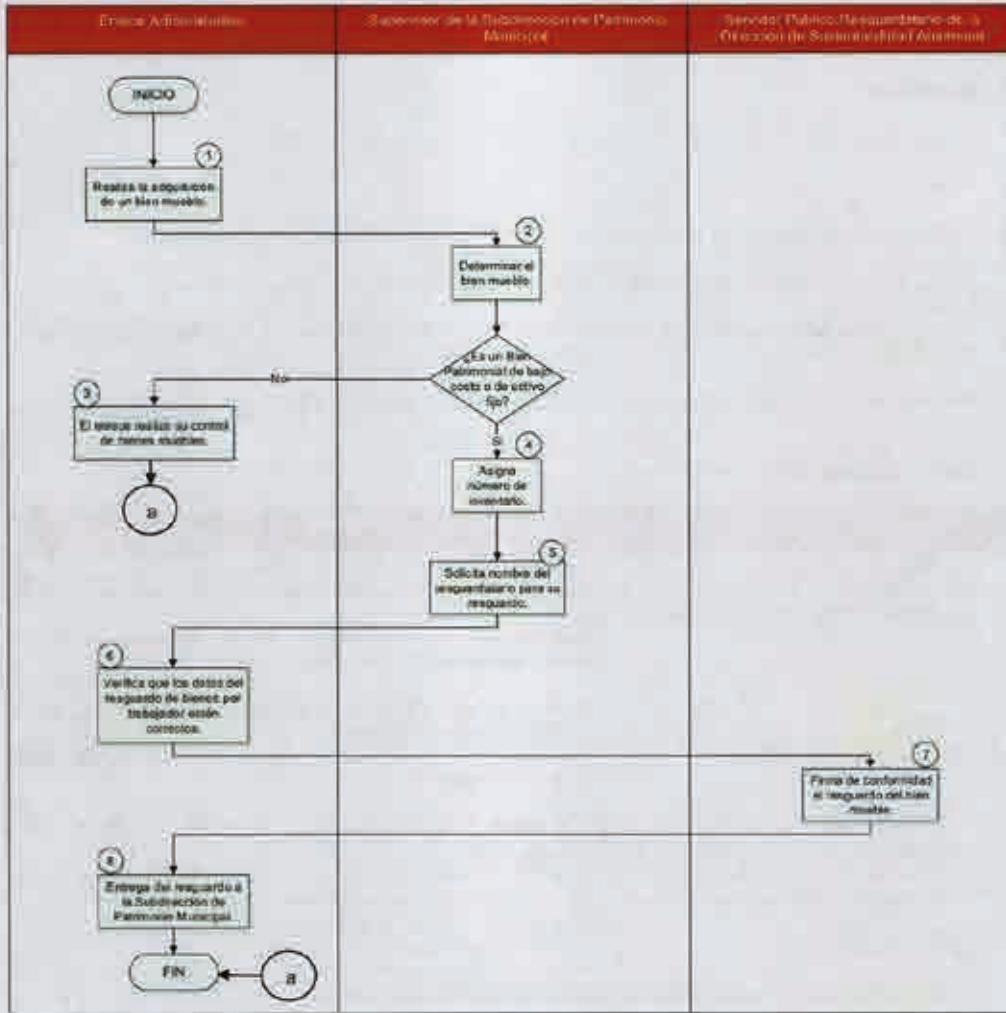 Enlace Administrativo
Supervisor de la Subdirección de Patrimonio
Municipal
Servidor Público Resguardatario de la
Dirección de Sustentabilidad Ambiental
INICIO
1
Realiza la adquisición
de un bien mueble.
2
Determinar el
bien mueble
¿Es un Bien
Patrimonial de bajo
costo o de activo
fijo?
No
3
El enlace realiza su control
de bienes muebles.
a
Si
4
Asigna
número de
inventario.
5
Solicita nombre del
resguardatario para su
resguardo.
6
Verifica que los datos del
resguardo de bienes por
trabajador estén
correctos.
7
Firma de conformidad
el resguardo del bien
mueble
8
Entrega del resguardo a
la Subdirección de
Patrimonio Municipal
FIN
a